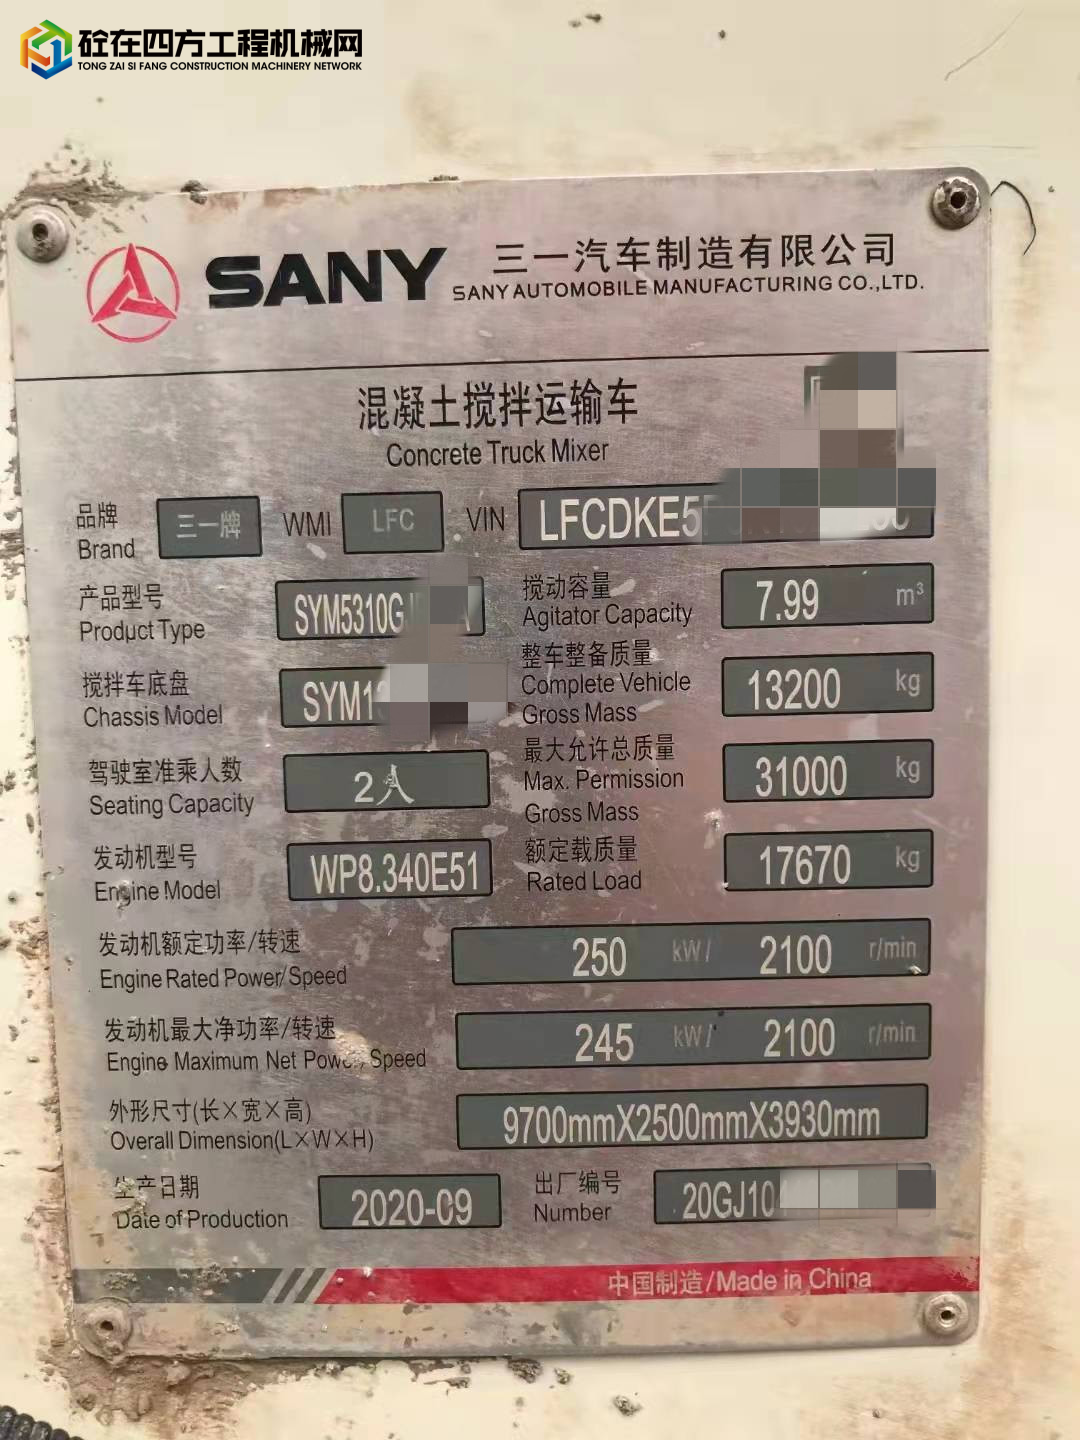 砼在四方工程机械网
TONG ZAI SI FANG CONSTRUCTION MACHINERY NETWORK
SANY 三一汽车制造有限公司
SANY AUTOMOBILE MANUFACTURING CO.,LTD.
混凝土搅拌运输车
Concrete Truck Mixer
品牌 三一牌 WMI LFC VIN LFCDKE5
Brand
产品型号 SYM5310GJ 搅动容量 7.99 m³
Product Type Agitator Capacity
搅拌车底盘 SYM1 整车整备质量 13200 kg
Chassis Model Complete Vehicle
Gross Mass
驾驶室准乘人数 2人 最大允许总质量 31000 kg
Seating Capacity Max. Permission
Gross Mass
发动机型号 WP8.340E51 额定载质量 17670 kg
Engine Model Rated Load
发动机额定功率/转速 250 kW/ 2100 r/min
Engine Rated Power/Speed
发动机最大净功率/转速 245 kW/ 2100 r/min
Engine Maximum Net Power/Speed
外形尺寸(长×宽×高) 9700mmX2500mmX3930mm
Overall Dimension(L×W×H)
生产日期 2020-09 出厂编号 20GJ10
Date of Production Number
中国制造/Made in China